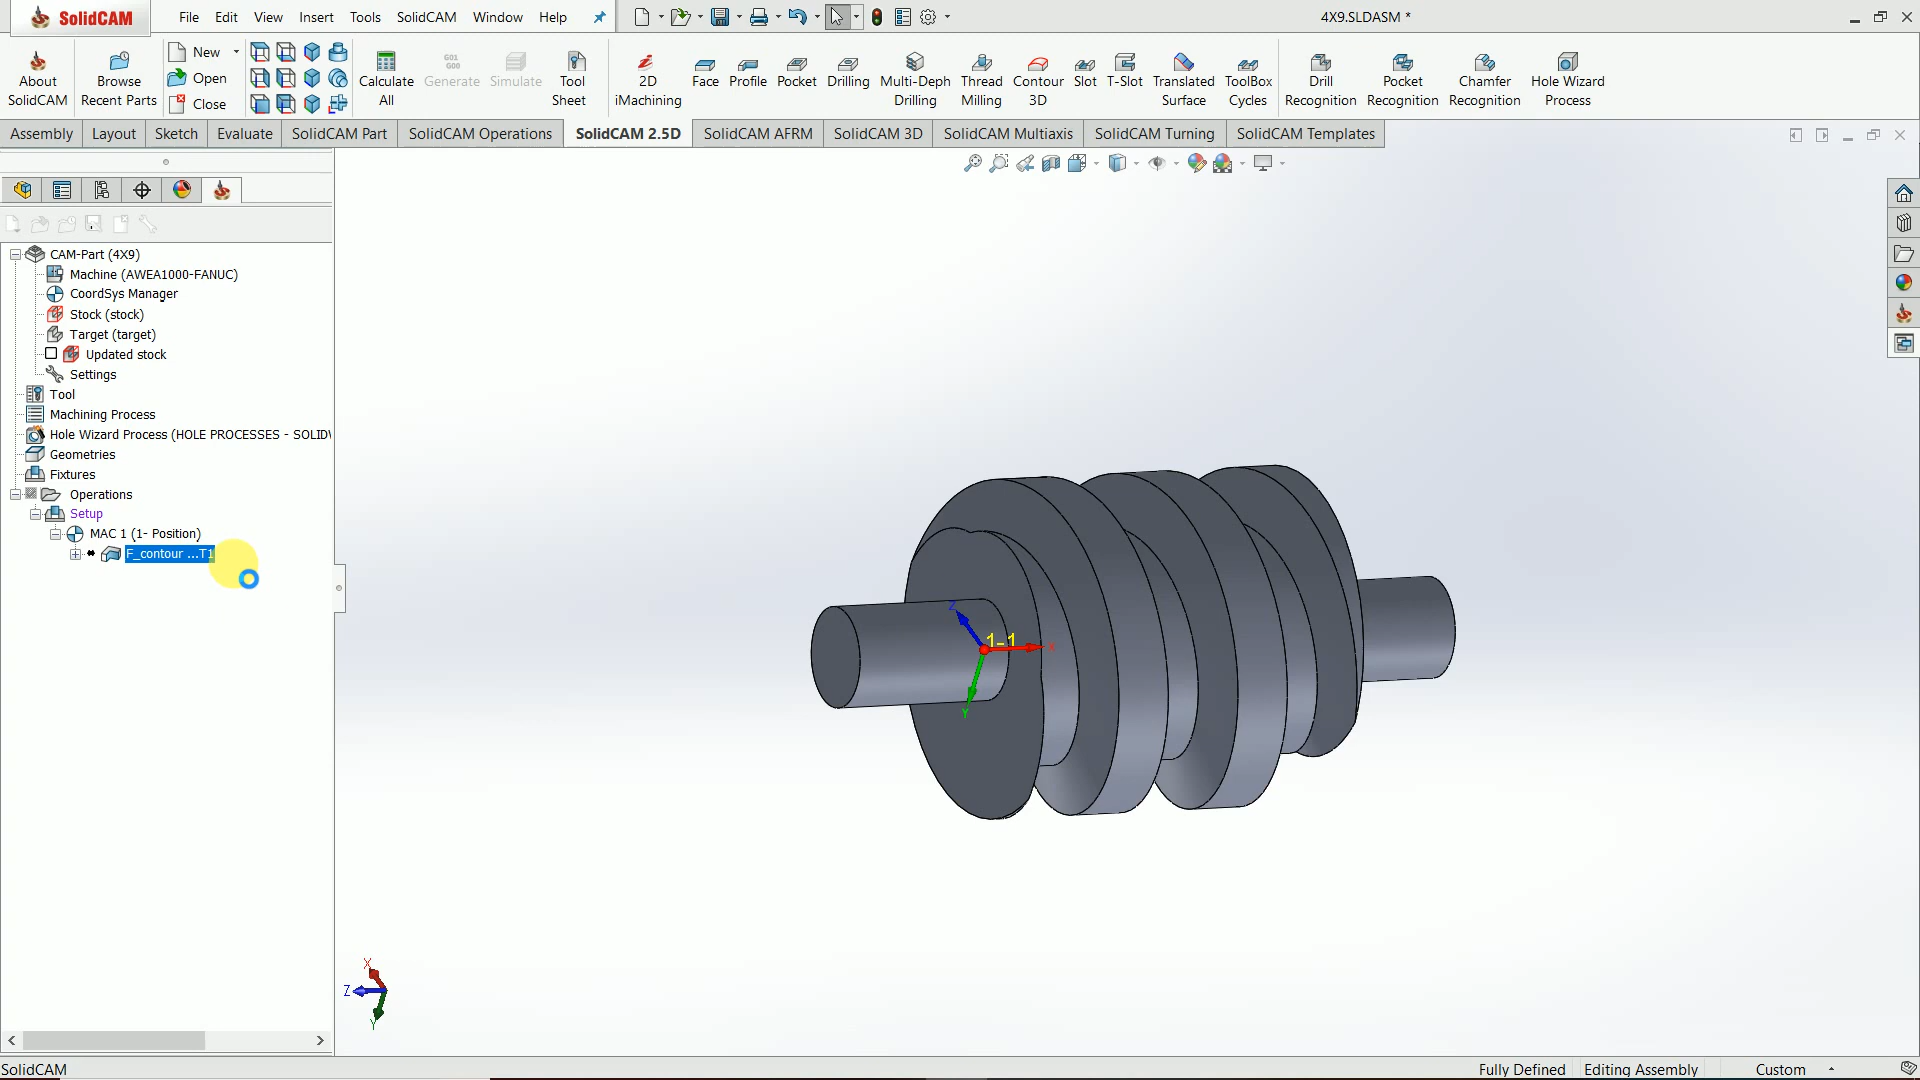 SolidCAM File Edit View Insert Tools SolidCAM Window Help 4X9.SLDASM *
About SolidCAM
Browse Recent Parts
New
Open
Close
Calculate All
G01 G00
Generate
Simulate
Tool Sheet
2D iMachining
Face
Profile
Pocket
Drilling
Multi-Deph Drilling
Thread Milling
Contour 3D
Slot
T-Slot
Translated Surface
ToolBox Cycles
Drill Recognition
Pocket Recognition
Chamfer Recognition
Hole Wizard Process
Assembly Layout Sketch Evaluate SolidCAM Part SolidCAM Operations SolidCAM 2.5D SolidCAM AFRM SolidCAM 3D SolidCAM Multiaxis SolidCAM Turning SolidCAM Templates
CAM-Part (4X9)
Machine (AWEA1000-FANUC)
CoordSys Manager
Stock (stock)
Target (target)
Updated stock
Settings
Tool
Machining Process
Hole Wizard Process (HOLE PROCESSES - SOLIDW
Geometries
Fixtures
Operations
Setup
MAC 1 (1- Position)
F_contour ...T1
Z
1-1
X
Y
X
Z
Y
SolidCAM Fully Defined Editing Assembly Custom